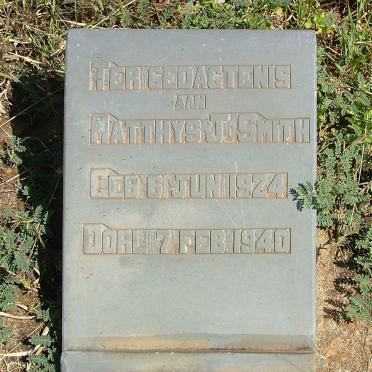 TER GEDAGTENIS
AAN
MATTHYS J. SMITH
GEB 6 JUNI 1924
OORL 7 FEB. 1940